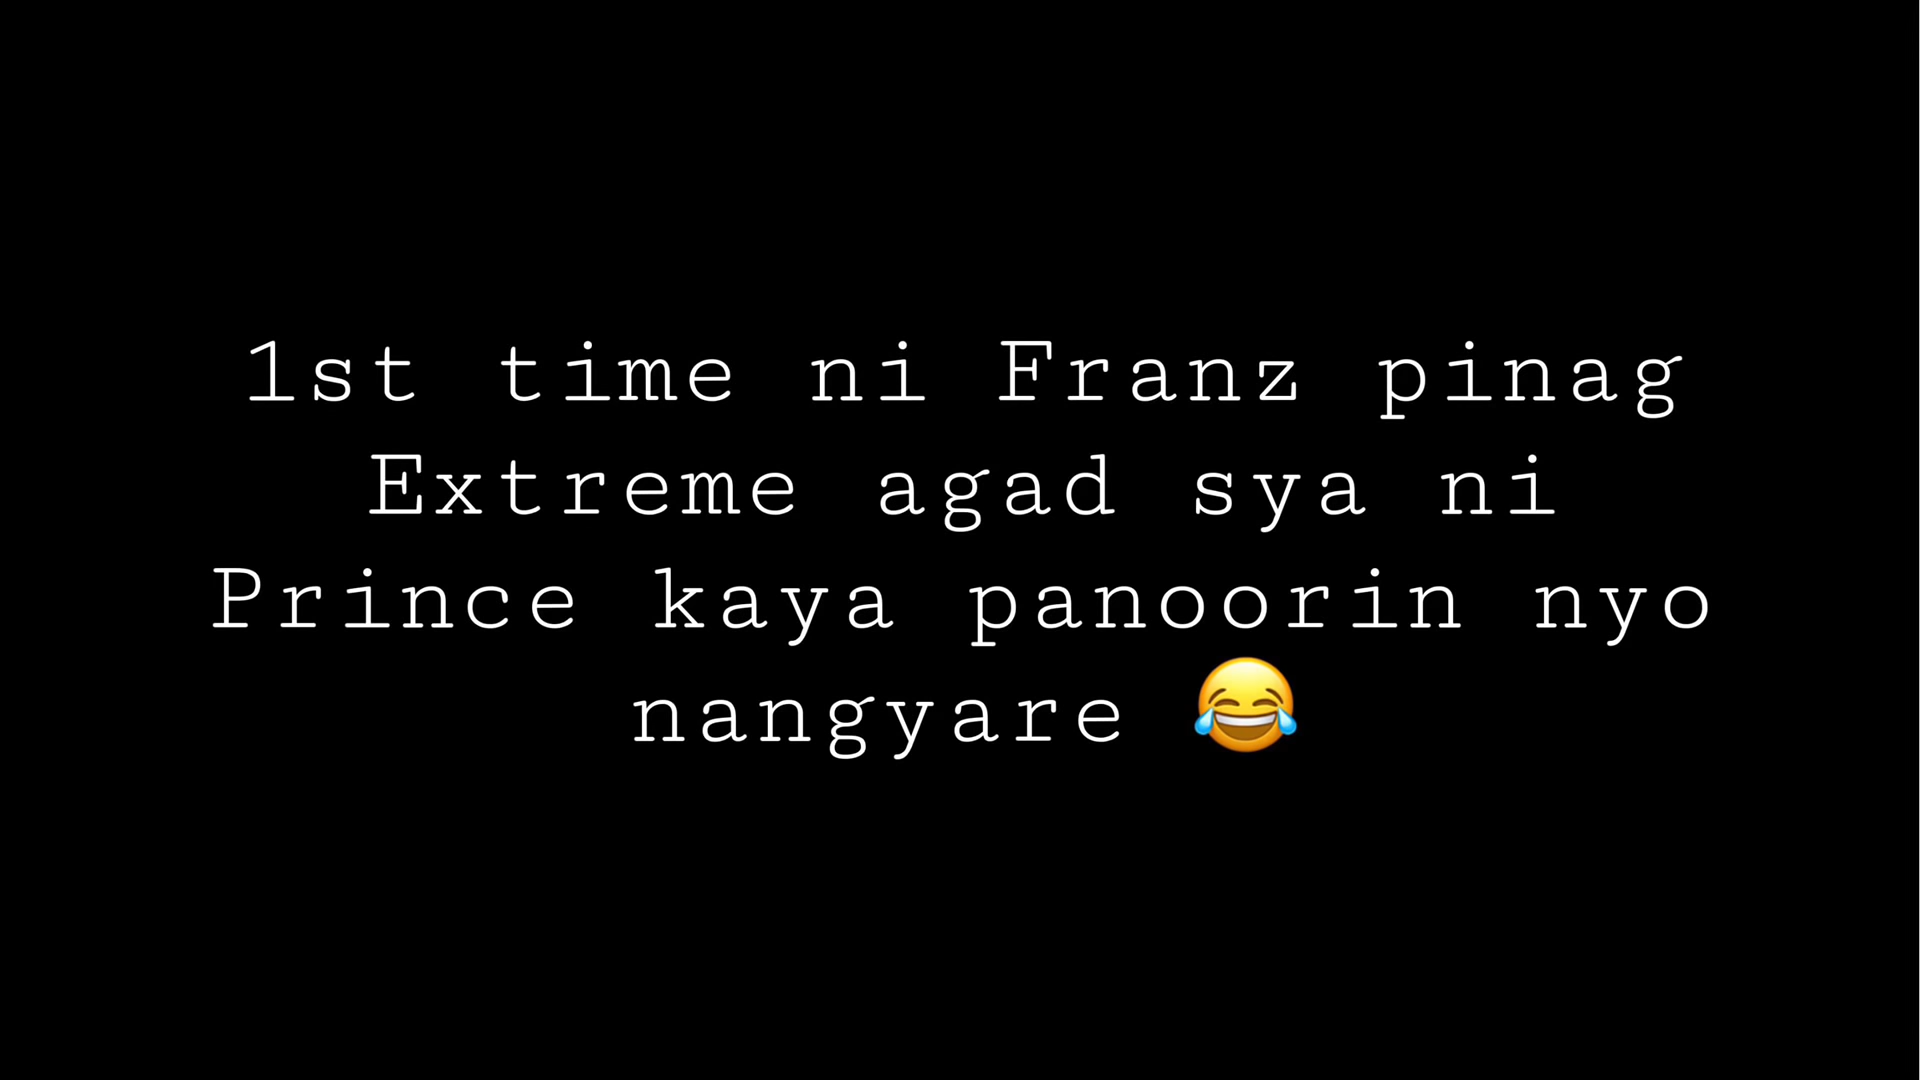 1st time ni Franz pinag
Extreme agad sya ni
Prince kaya panoorin nyo
nangyare 😂